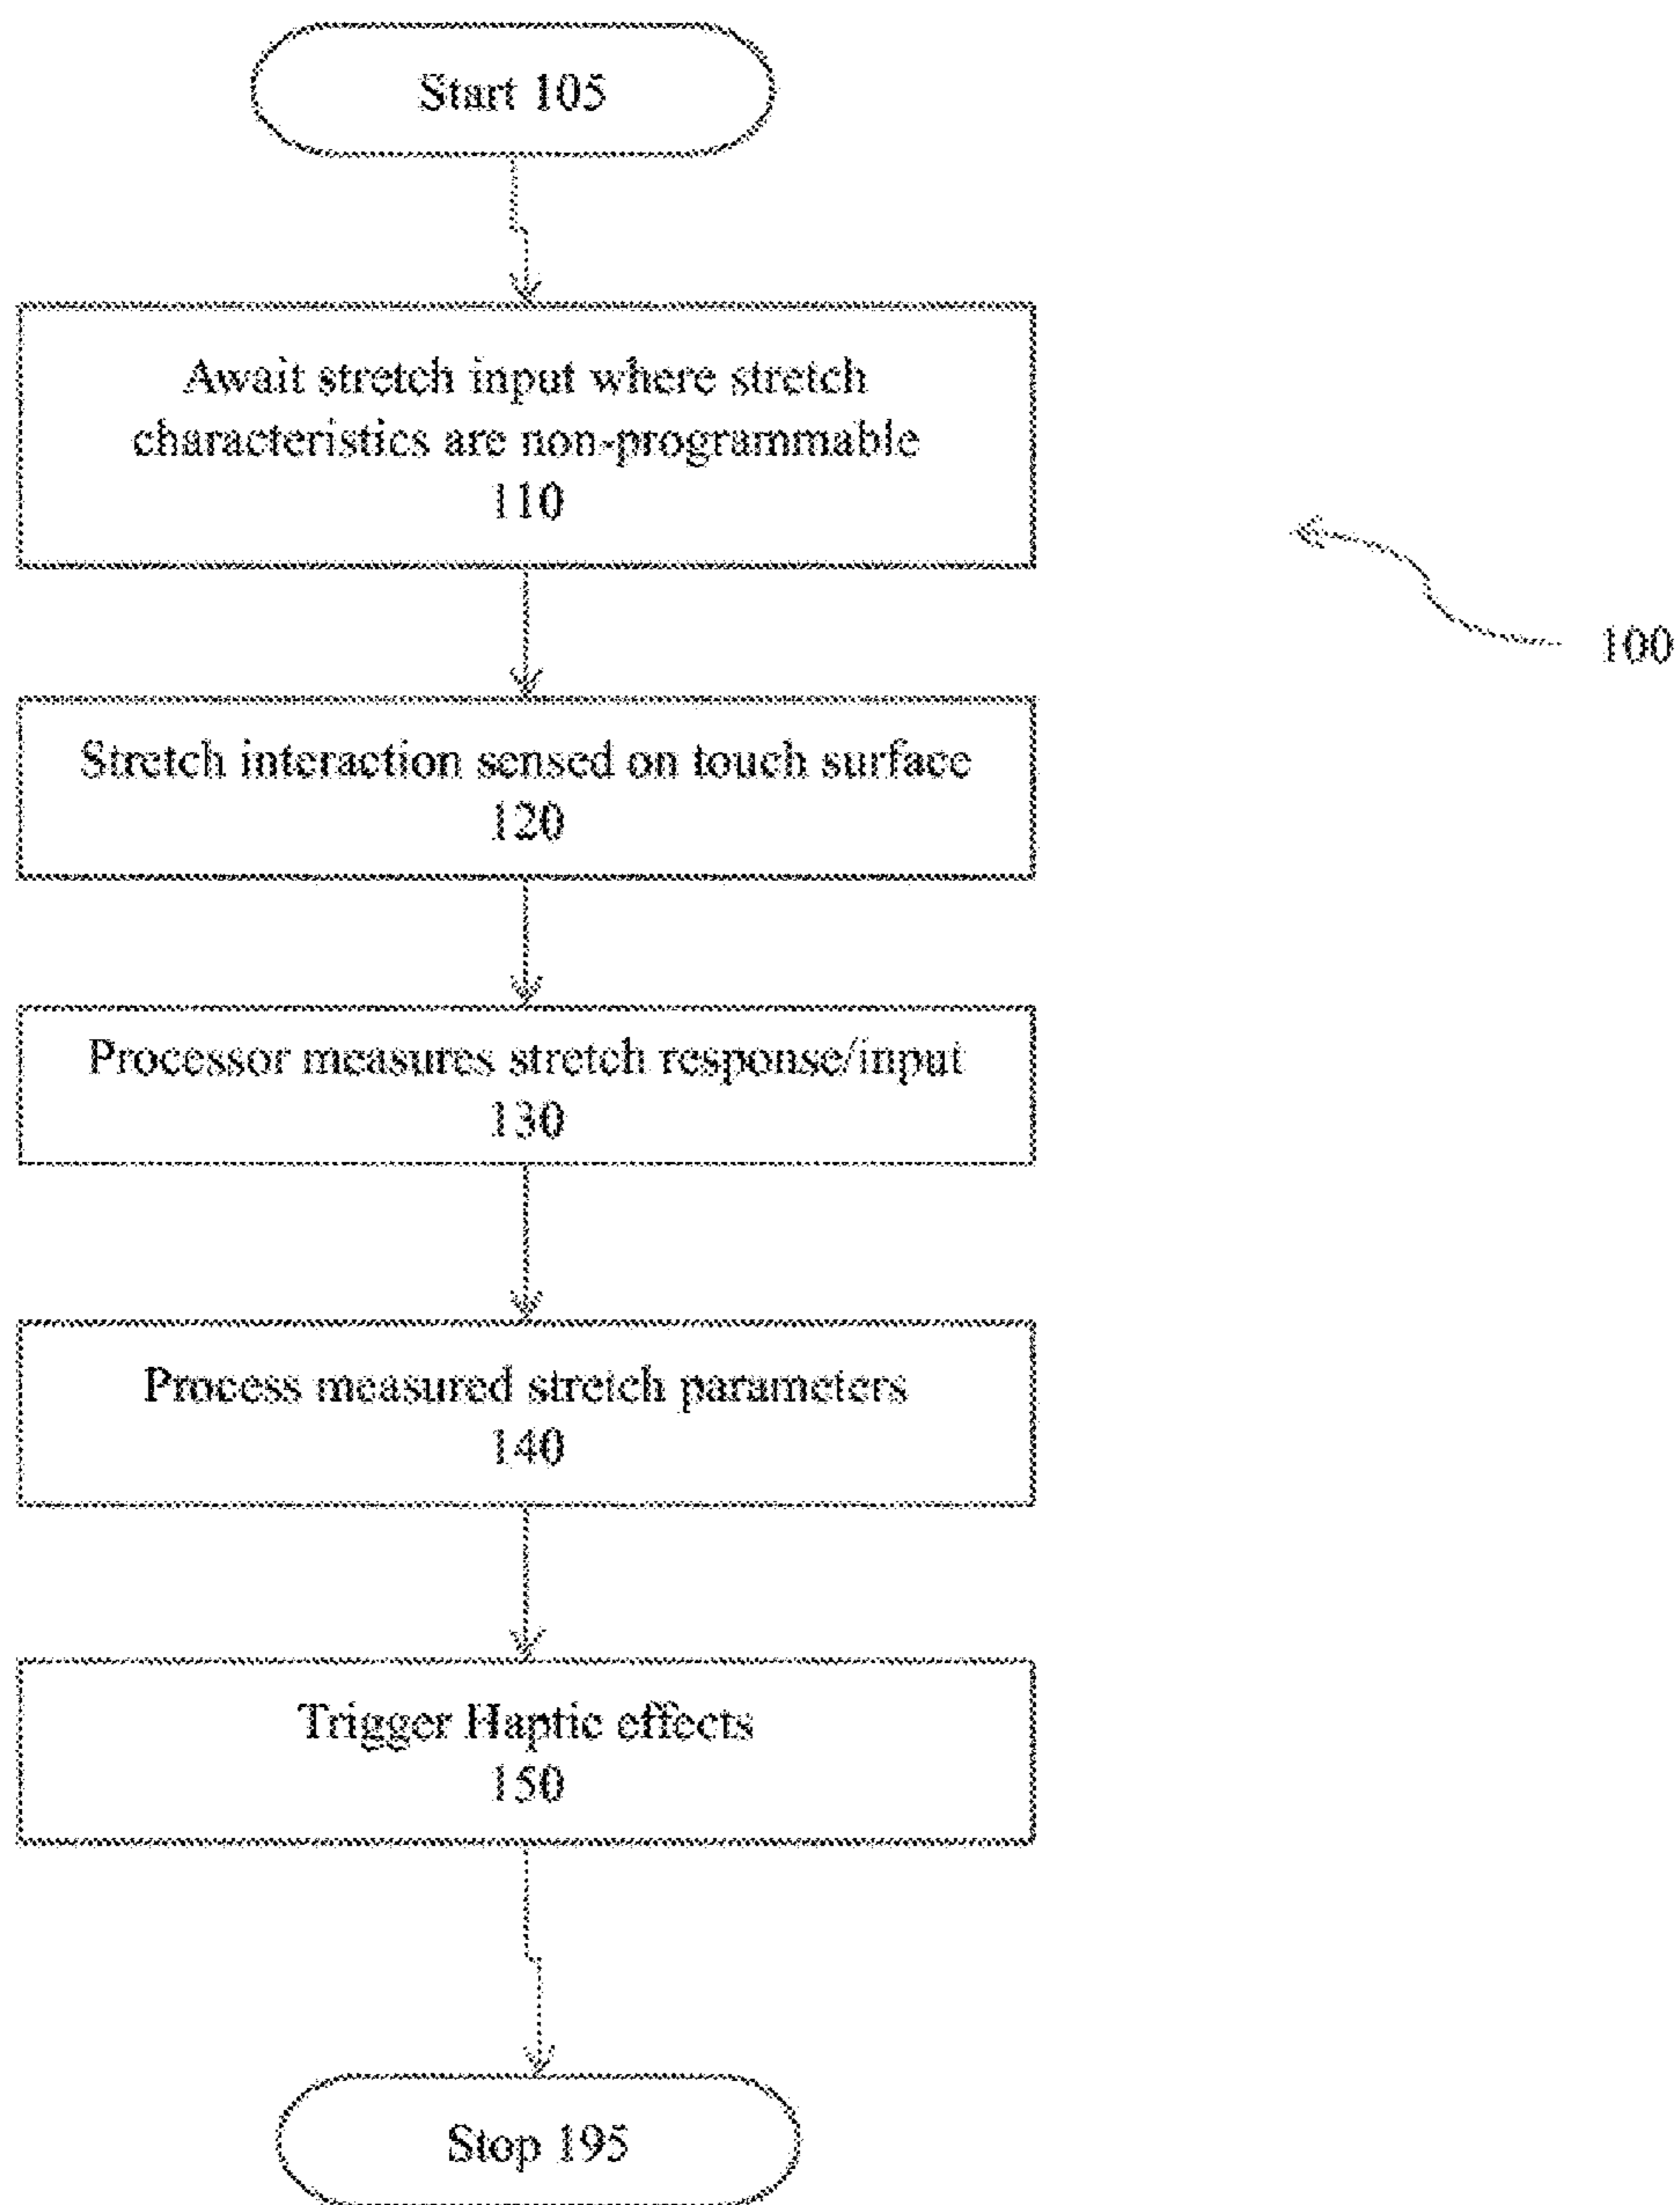 Start 105
Await stretch input where stretch
characteristics are non-programmable
110
100
Stretch interaction sensed on touch surface
120
Processor measures stretch response/input
130
Process measured stretch parameters
140
Trigger Haptic effects
150
Stop 195